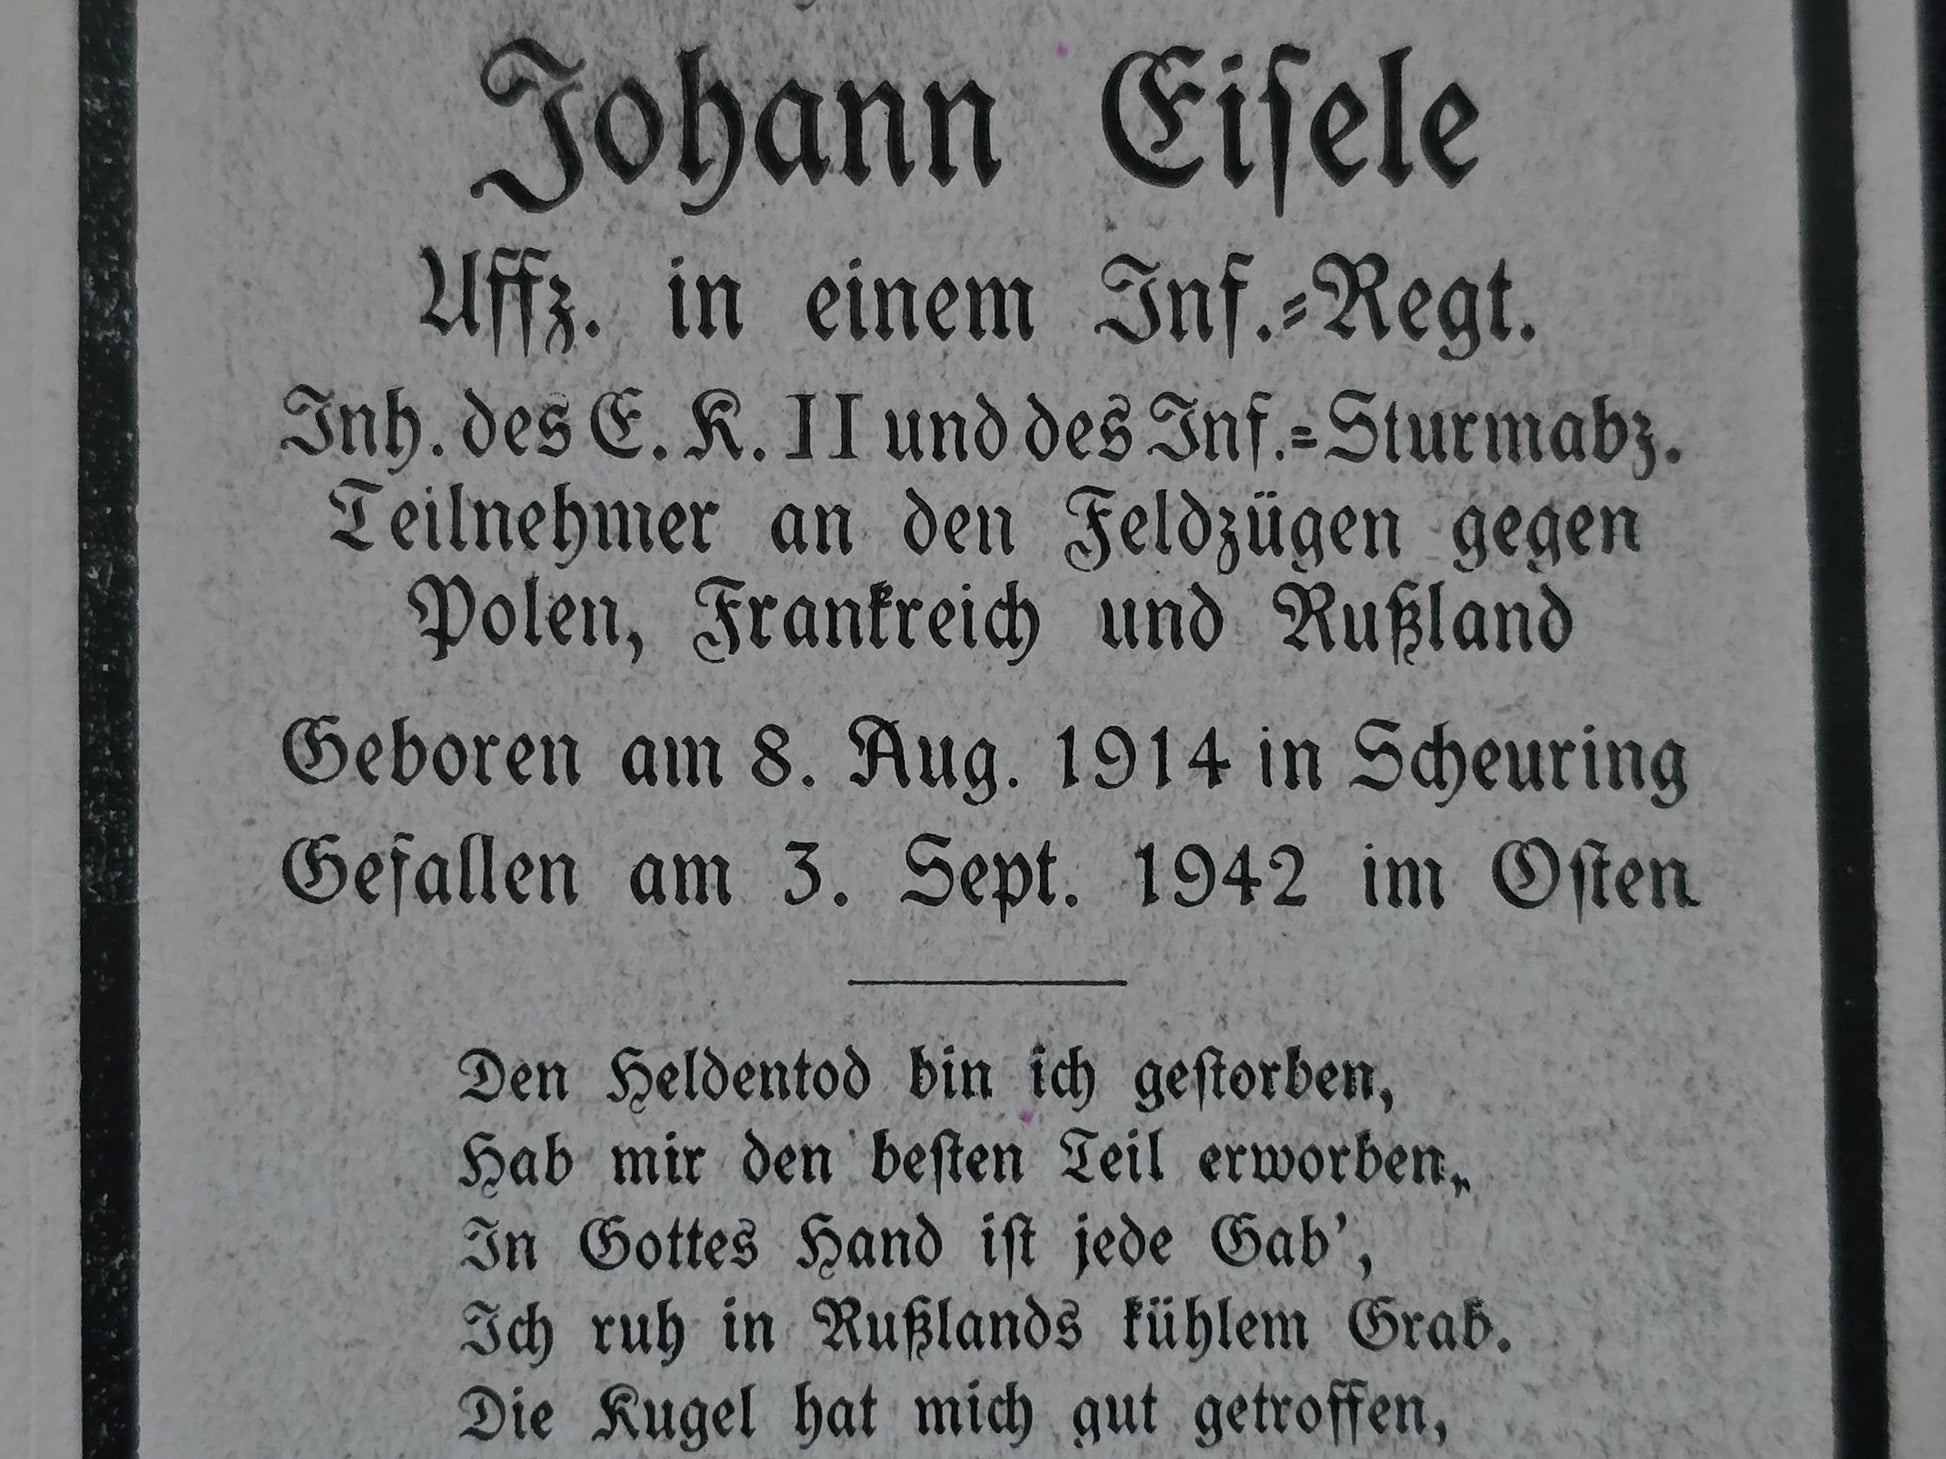 Johann Eisele
Uffz. in einem Inf.-Regt.
Inh. des E. K. II und des Inf.-Sturmabz.
Teilnehmer an den Feldzügen gegen
Polen, Frankreich und Rußland
Geboren am 8. Aug. 1914 in Scheuring
Gefallen am 3. Sept. 1942 im Osten
Den Heldentod bin ich gestorben,
Hab mir den besten Teil erworben,
In Gottes Hand ist jede Gab',
Ich ruh in Rußlands kühlem Grab.
Die Kugel hat mich gut getroffen,